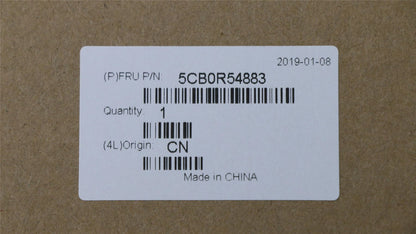 2019-01-08
(P)FRU P/N: 5CB0R54883
Quantity: 1
(4L)Origin: CN
Made in CHINA